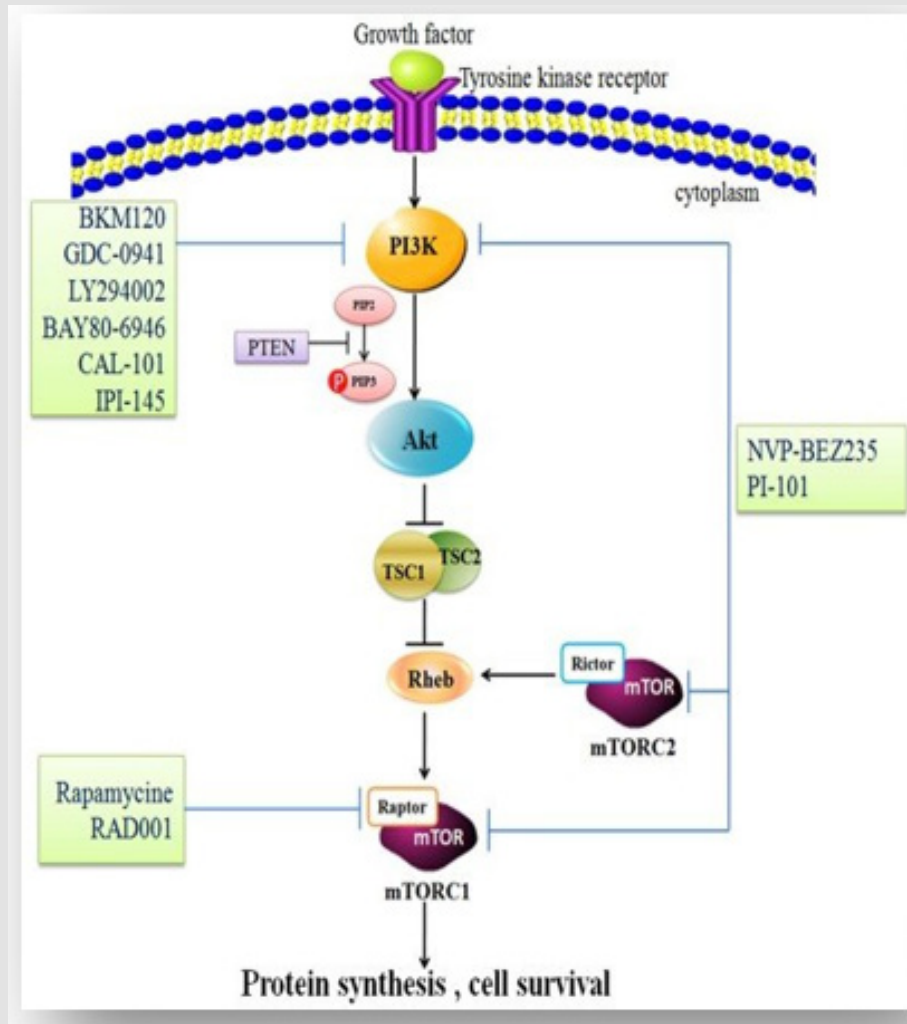 Growth factor
Tyrosine kinase receptor
cytoplasm
BKM120
GDC-0941
LY294002
BAY80-6946
CAL-101
IPI-145
PI3K
PIP2
PTEN
P
PIP3
Akt
NVP-BEZ235
PI-101
TSC1
TSC2
Rheb
Rictor
mTOR
mTORC2
Rapamycine
RAD001
Raptor
mTOR
mTORC1
Protein synthesis , cell survival